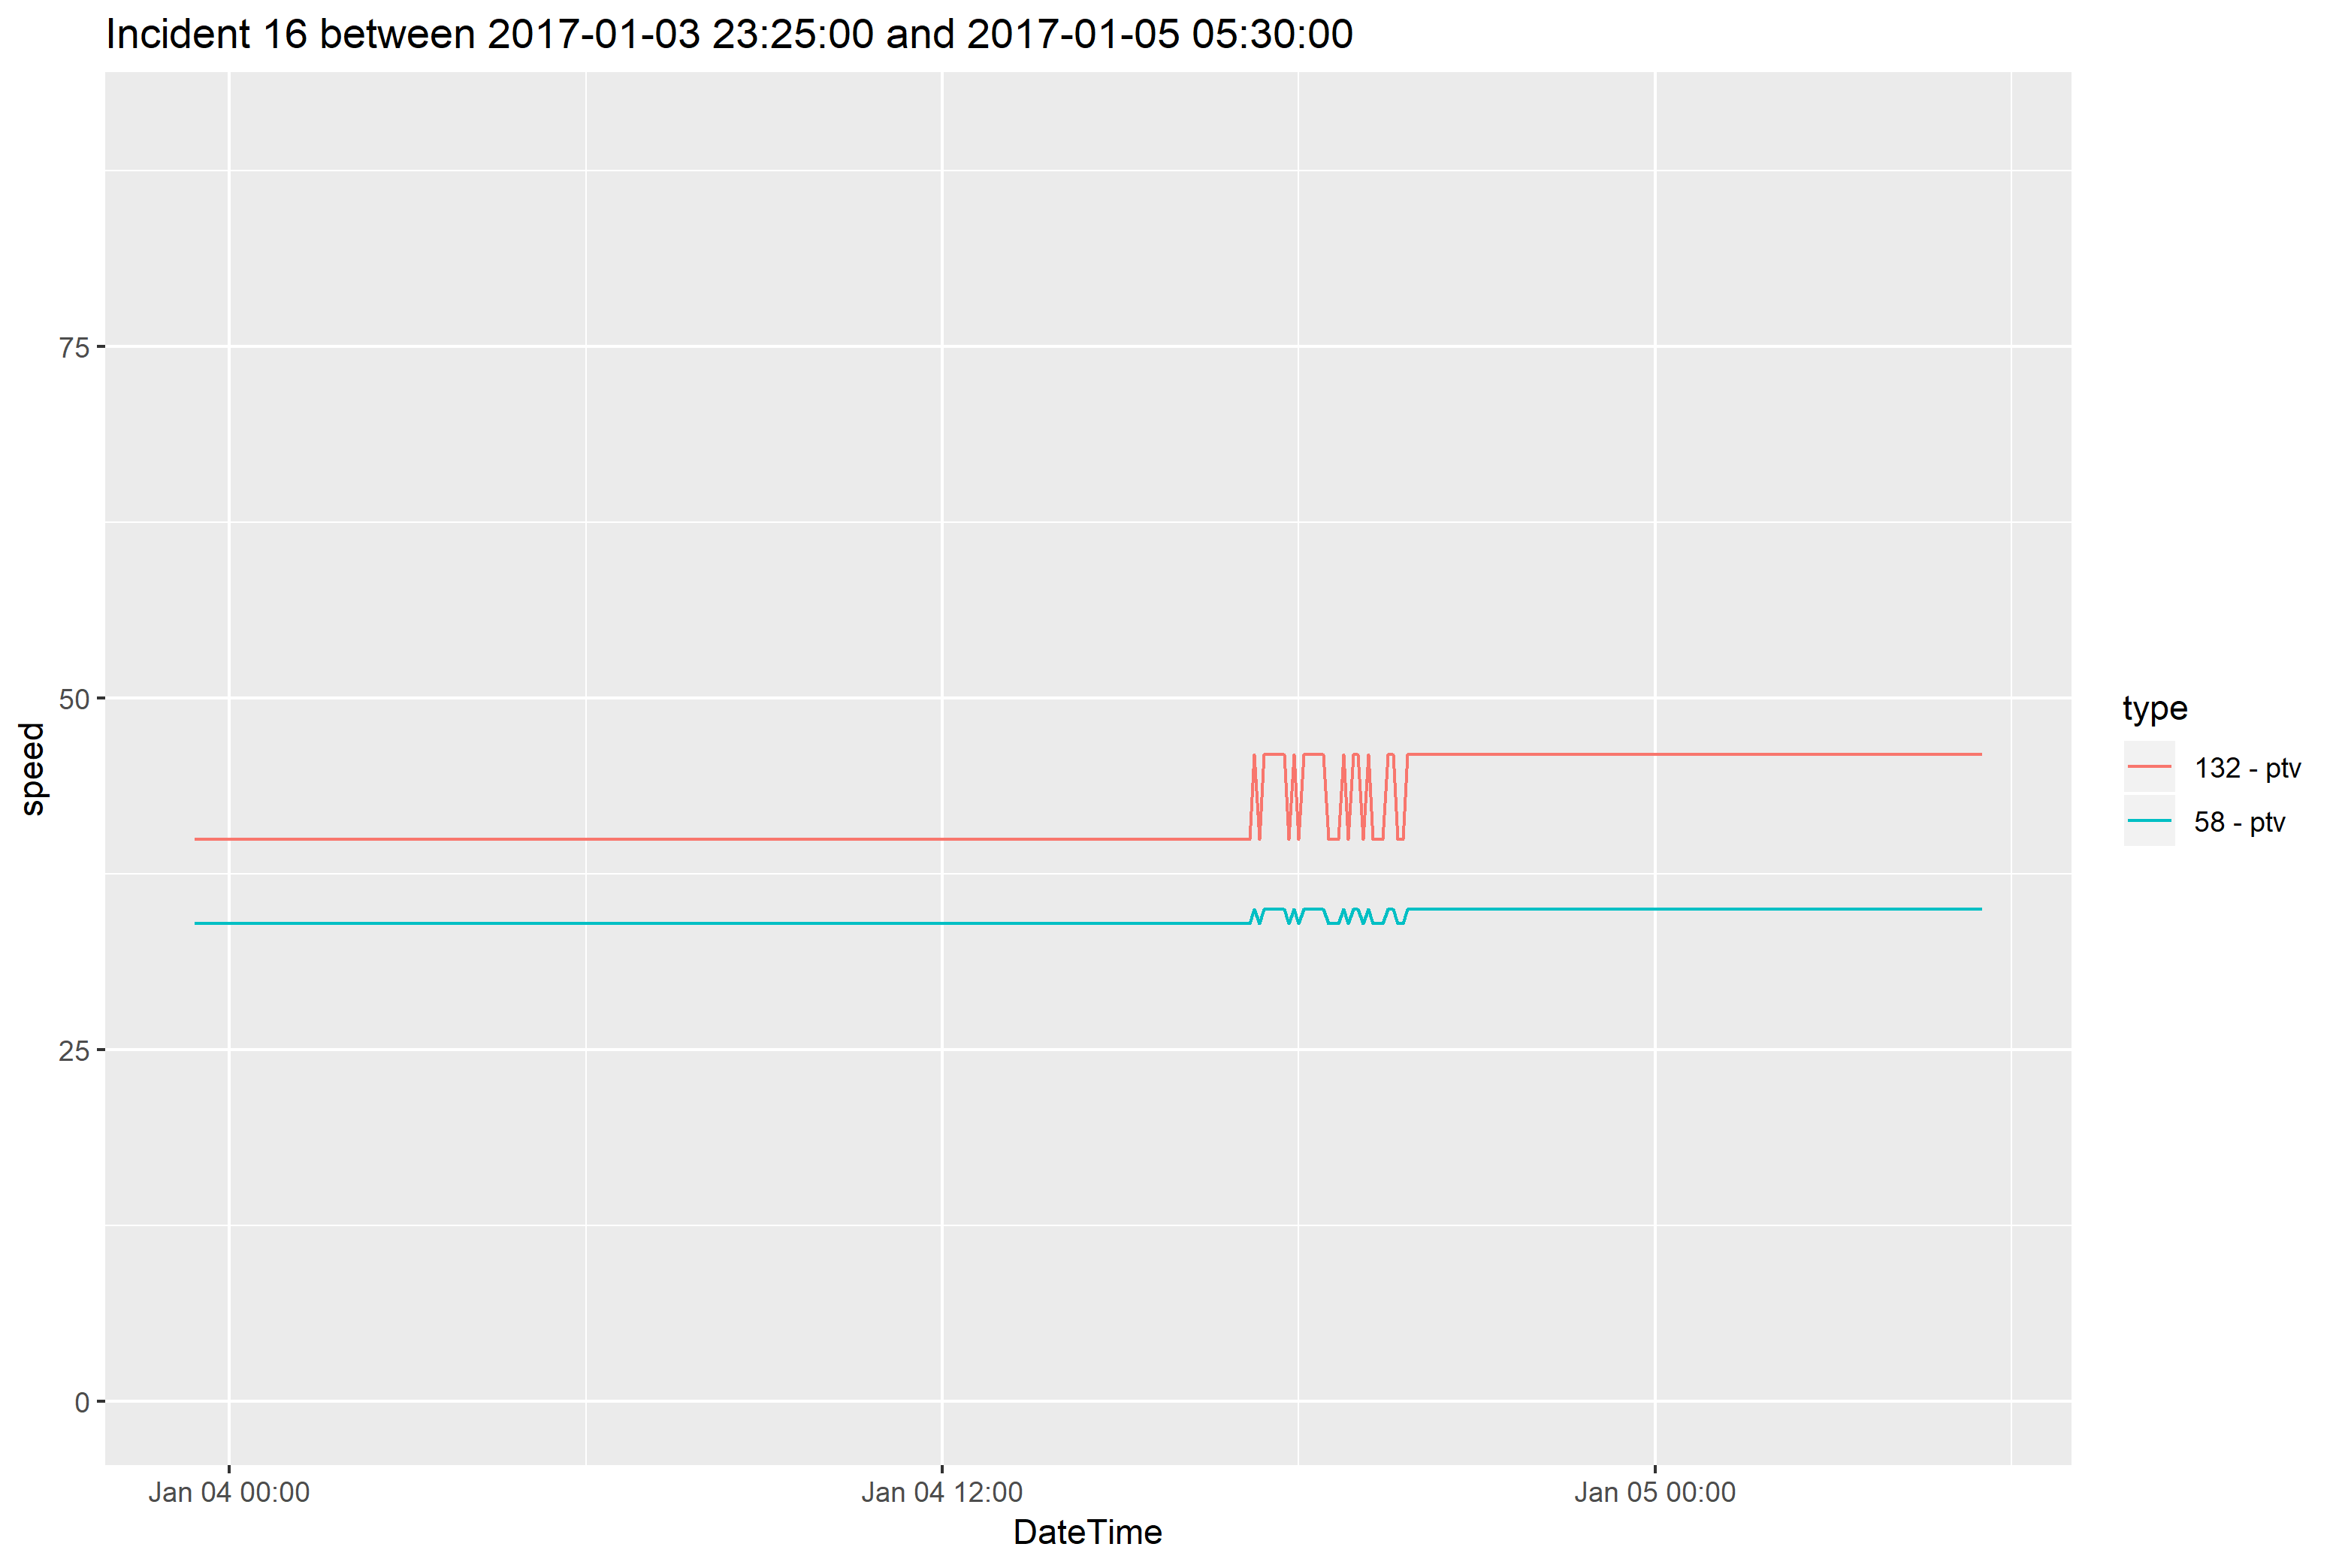 Incident 16 between 2017-01-03 23:25:00 and 2017-01-05 05:30:00
75
50
25
0
speed
Jan 04 00:00
Jan 04 12:00
Jan 05 00:00
DateTime
type
132 - ptv
58 - ptv